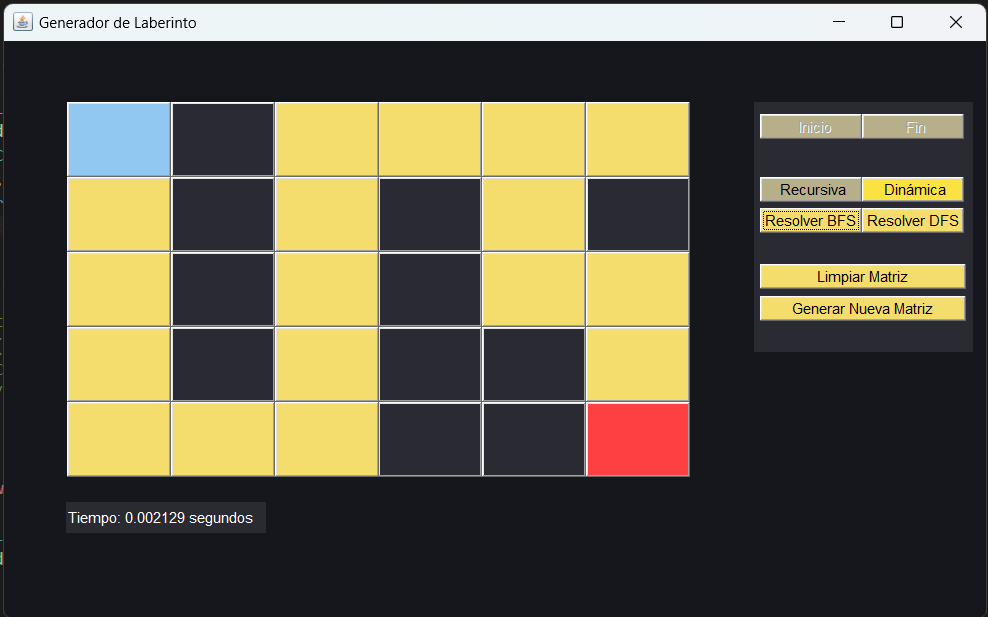 Generador de Laberinto
Inicio Fin
Recursiva Dinámica
Resolver BFS Resolver DFS
Limpiar Matriz
Generar Nueva Matriz
Tiempo: 0.002129 segundos